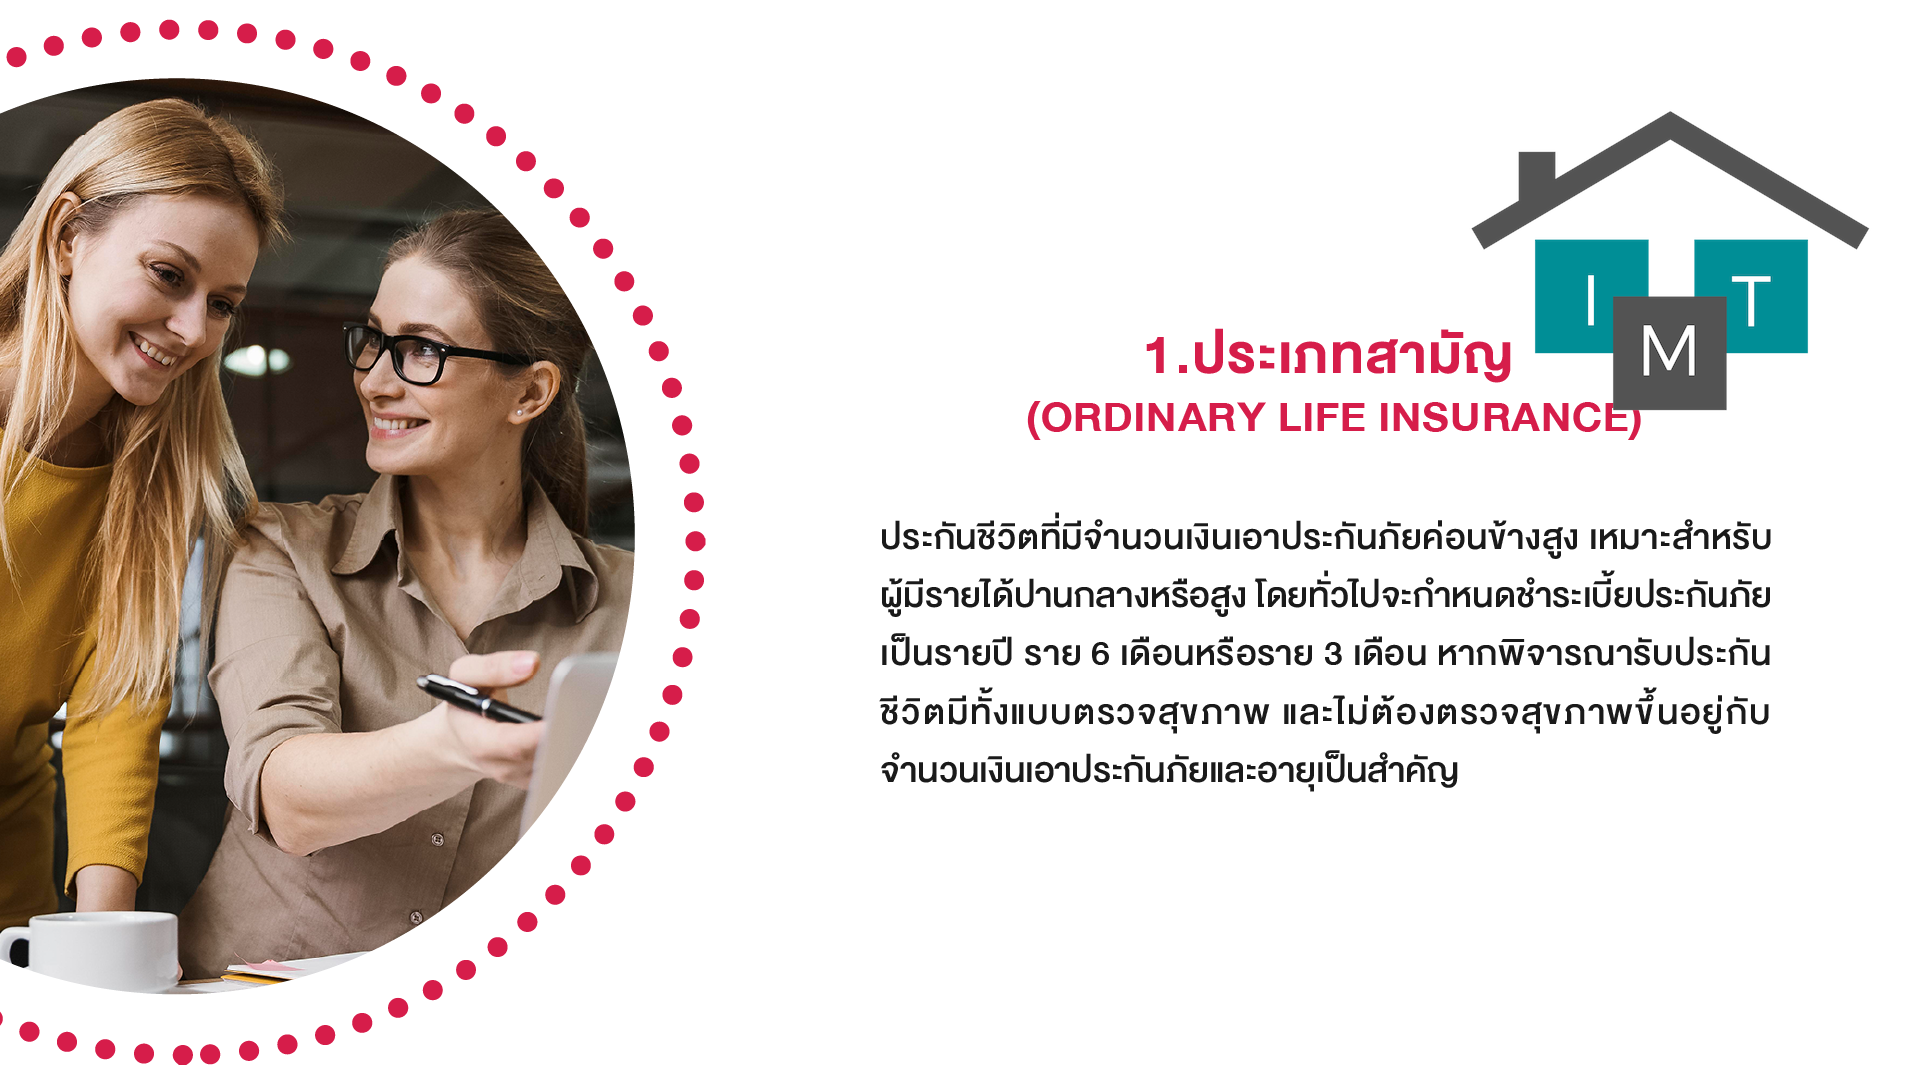 I M T
1.ประเภทสามัญ
(ORDINARY LIFE INSURANCE)
ประกันชีวิตที่มีจำนวนเงินเอาประกันภัยค่อนข้างสูง เหมาะสำหรับ
ผู้มีรายได้ปานกลางหรือสูง โดยทั่วไปจะกำหนดชำระเบี้ยประกันภัย
เป็นรายปี ราย 6 เดือนหรือราย 3 เดือน หากพิจารณารับประกัน
ชีวิตมีทั้งแบบตรวจสุขภาพ และไม่ต้องตรวจสุขภาพขึ้นอยู่กับ
จำนวนเงินเอาประกันภัยและอายุเป็นสำคัญ